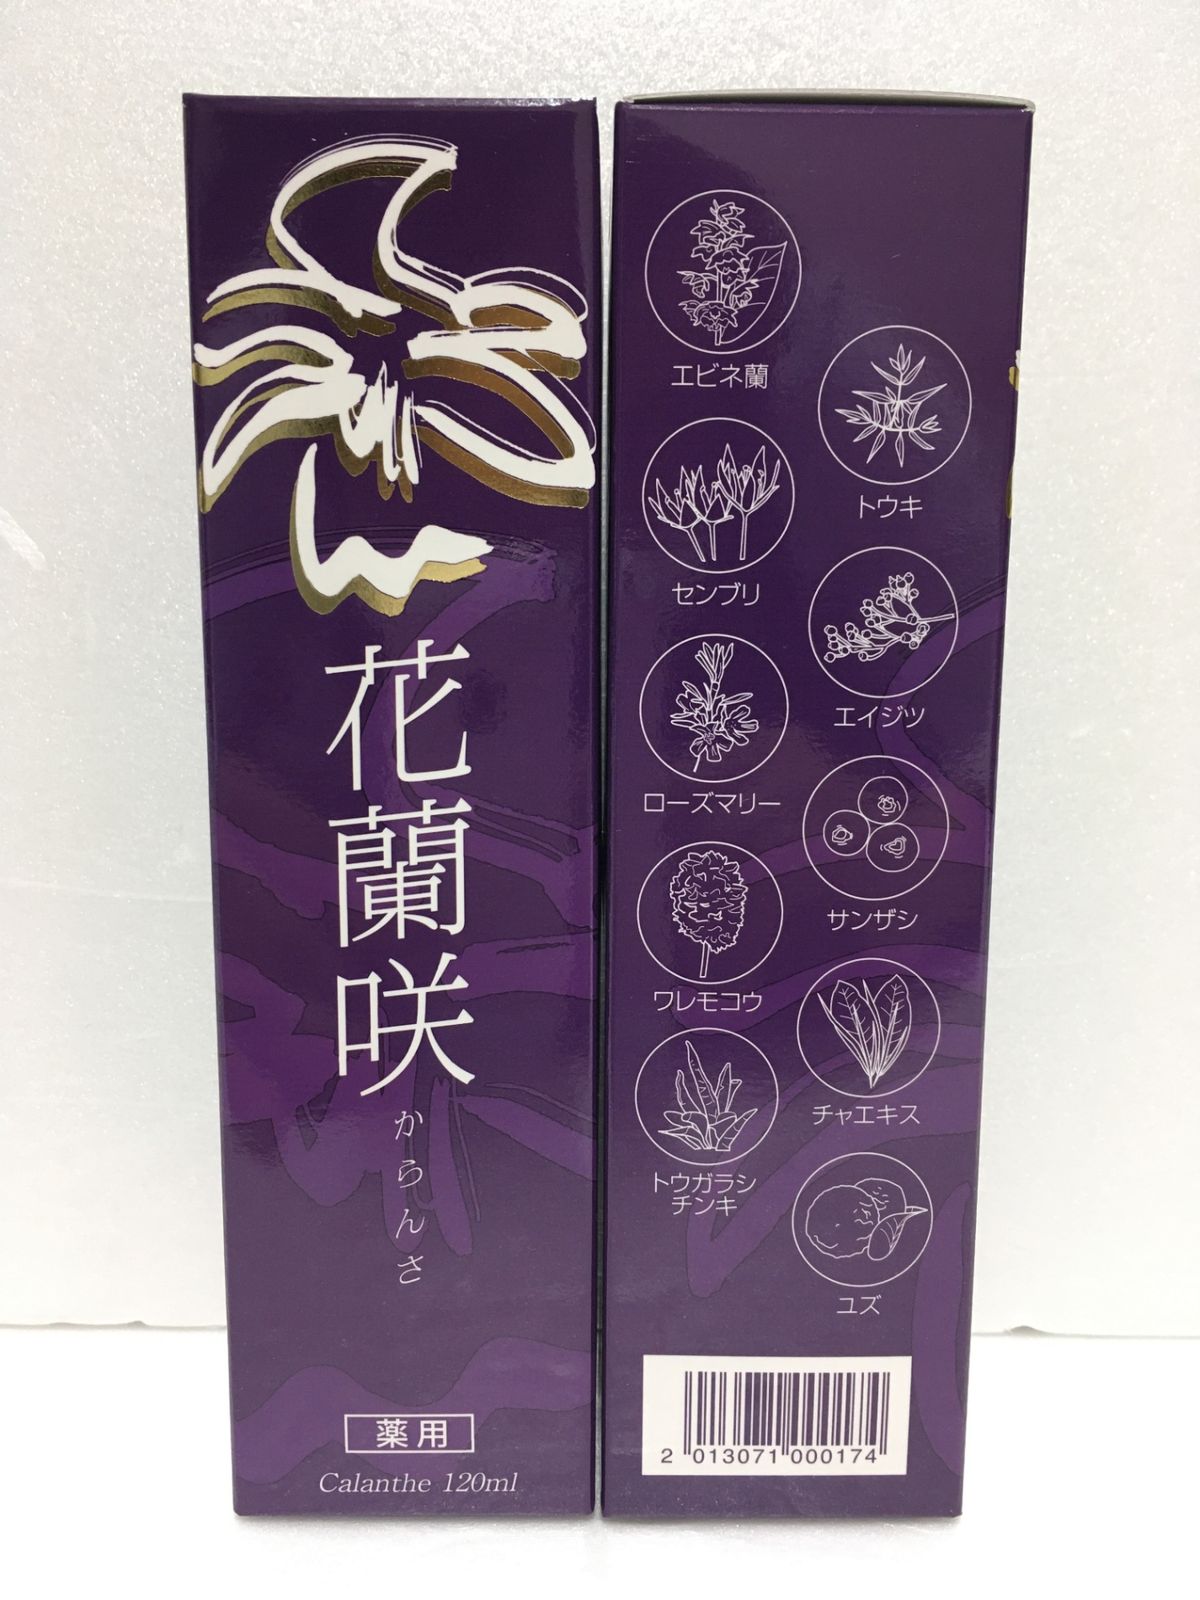 花蘭咲
からんさ
薬用
Calanthe 120ml
エビネ蘭
トウキ
センブリ
エイジツ
ローズマリー
サンザシ
ワレモコウ
チャエキス
トウガラシ
チンキ
ユズ
2 013071 000174